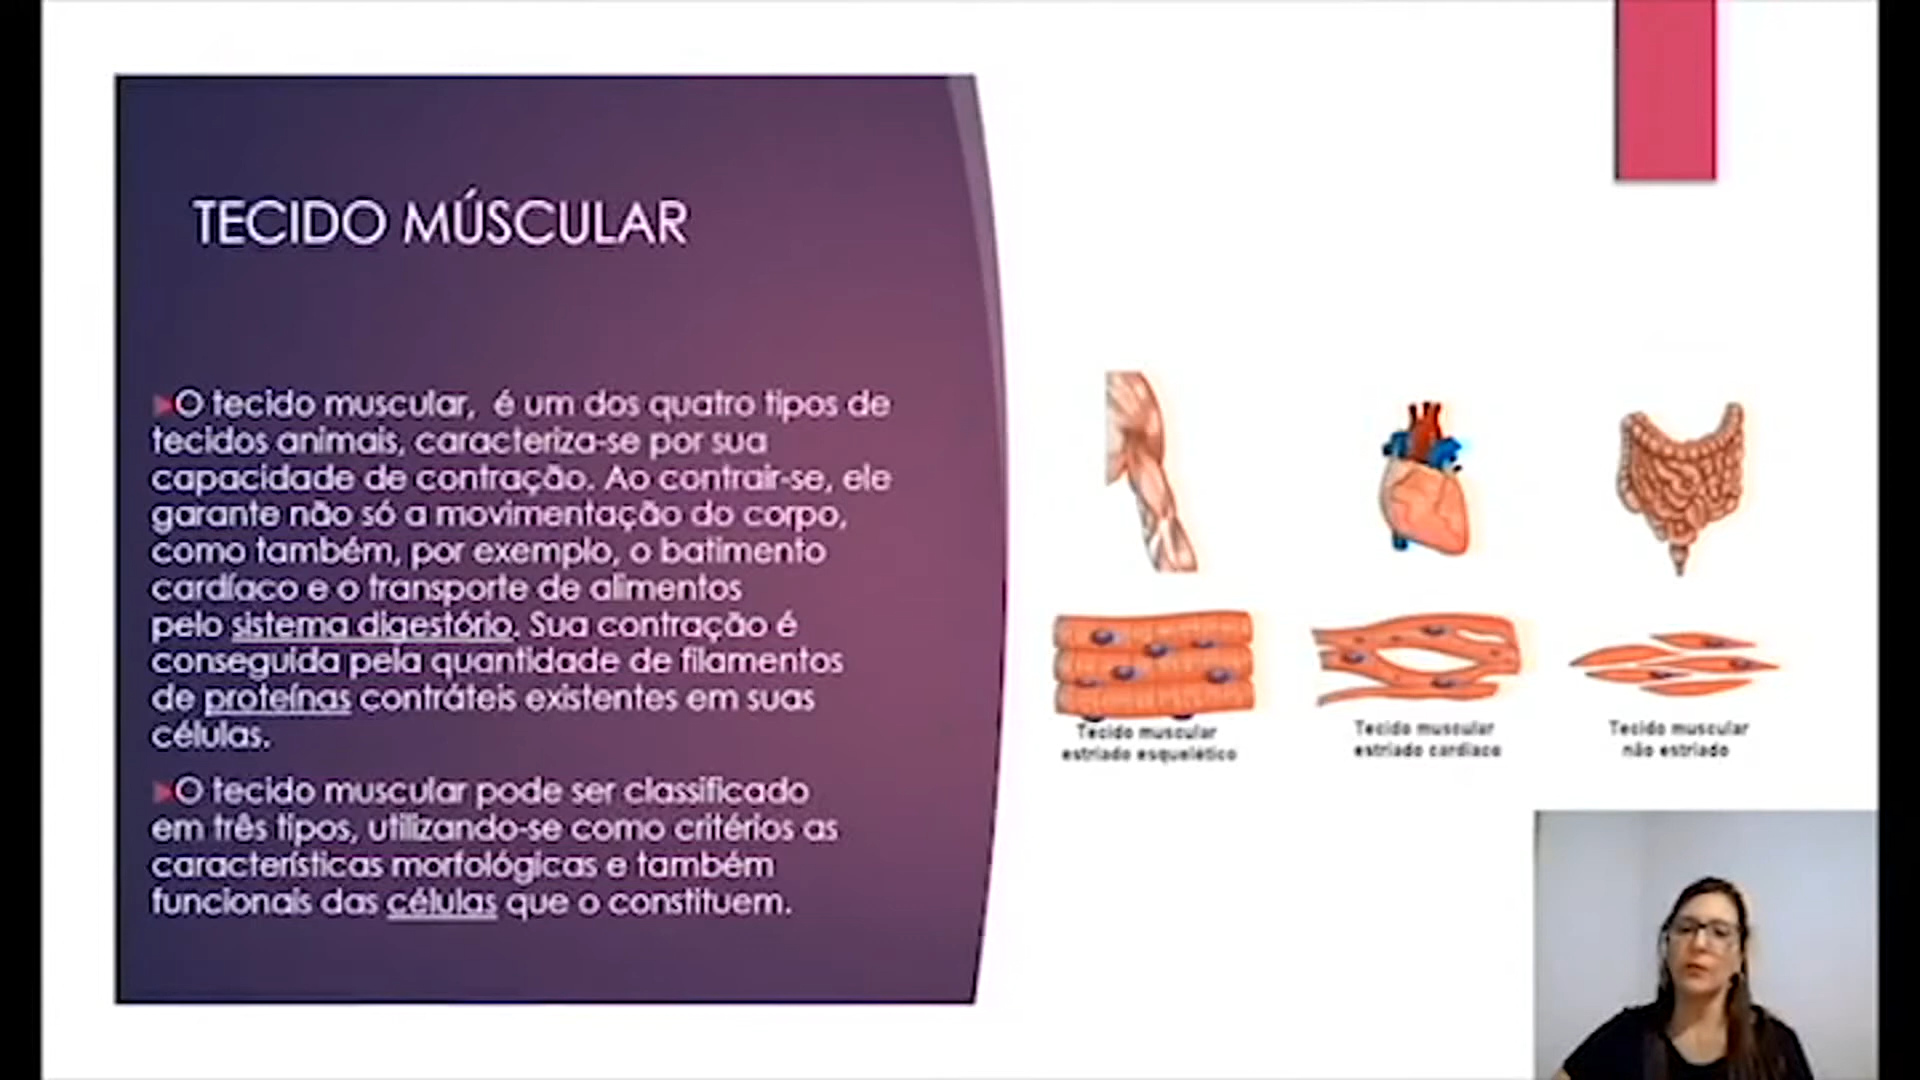 TECIDO MÚSCULAR
O tecido muscular, é um dos quatro tipos de
tecidos animais, caracteriza-se por sua
capacidade de contração. Ao contrair-se, ele
garante não só a movimentação do corpo,
como também, por exemplo, o batimento
cardíaco e o transporte de alimentos
pelo sistema digestório. Sua contração é
conseguida pela quantidade de filamentos
de proteínas contráteis existentes em suas
células.
O tecido muscular pode ser classificado
em três tipos, utilizando-se como critérios as
características morfológicas e também
funcionais das células que o constituem.
Tecido muscular
estriado esquelético
Tecido muscular
estriado cardíaco
Tecido muscular
não estriado